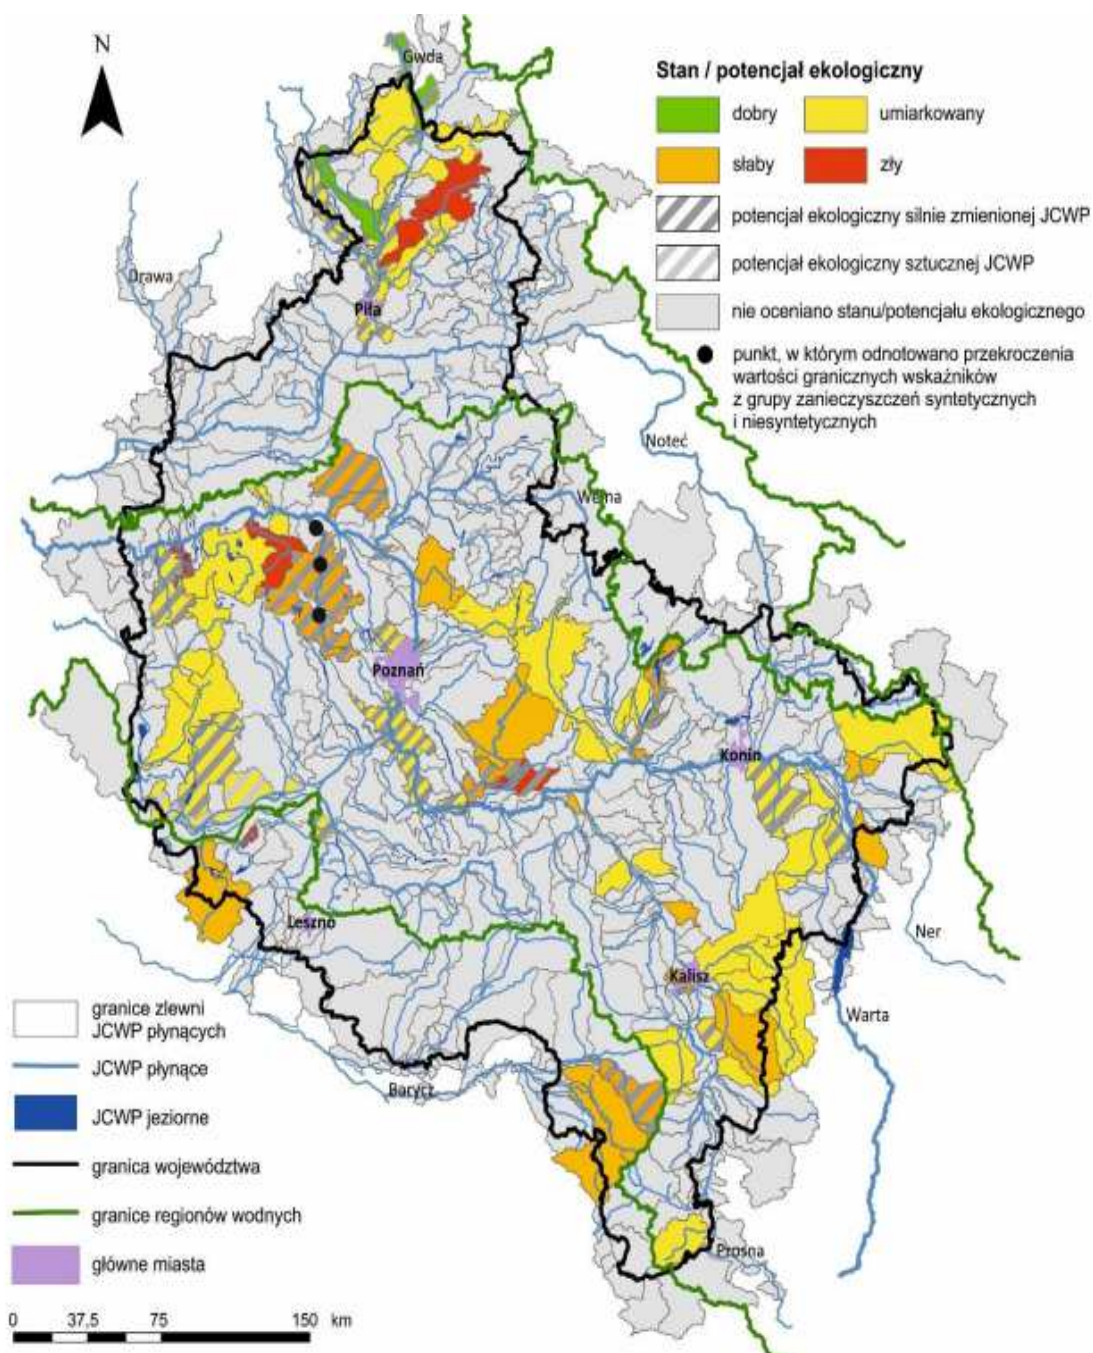 N
Gwda
Stan / potencjał ekologiczny
dobry
umiarkowany
słaby
zły
potencjał ekologiczny silnie zmienionej JCWP
potencjał ekologiczny sztucznej JCWP
nie oceniano stanu/potencjału ekologicznego
punkt, w którym odnotowano przekroczenia
wartości granicznych wskaźników
z grupy zanieczyszczeń syntetycznych
i niesyntetycznych
Drawa
Piła
Noteć
Wełna
Poznań
Konin
Leszno
Ner
Kalisz
Warta
Barycz
Prosna
granice zlewni
JCWP płynących
JCWP płynące
JCWP jeziorne
granica województwa
granice regionów wodnych
główne miasta
0 37,5 75 150 km